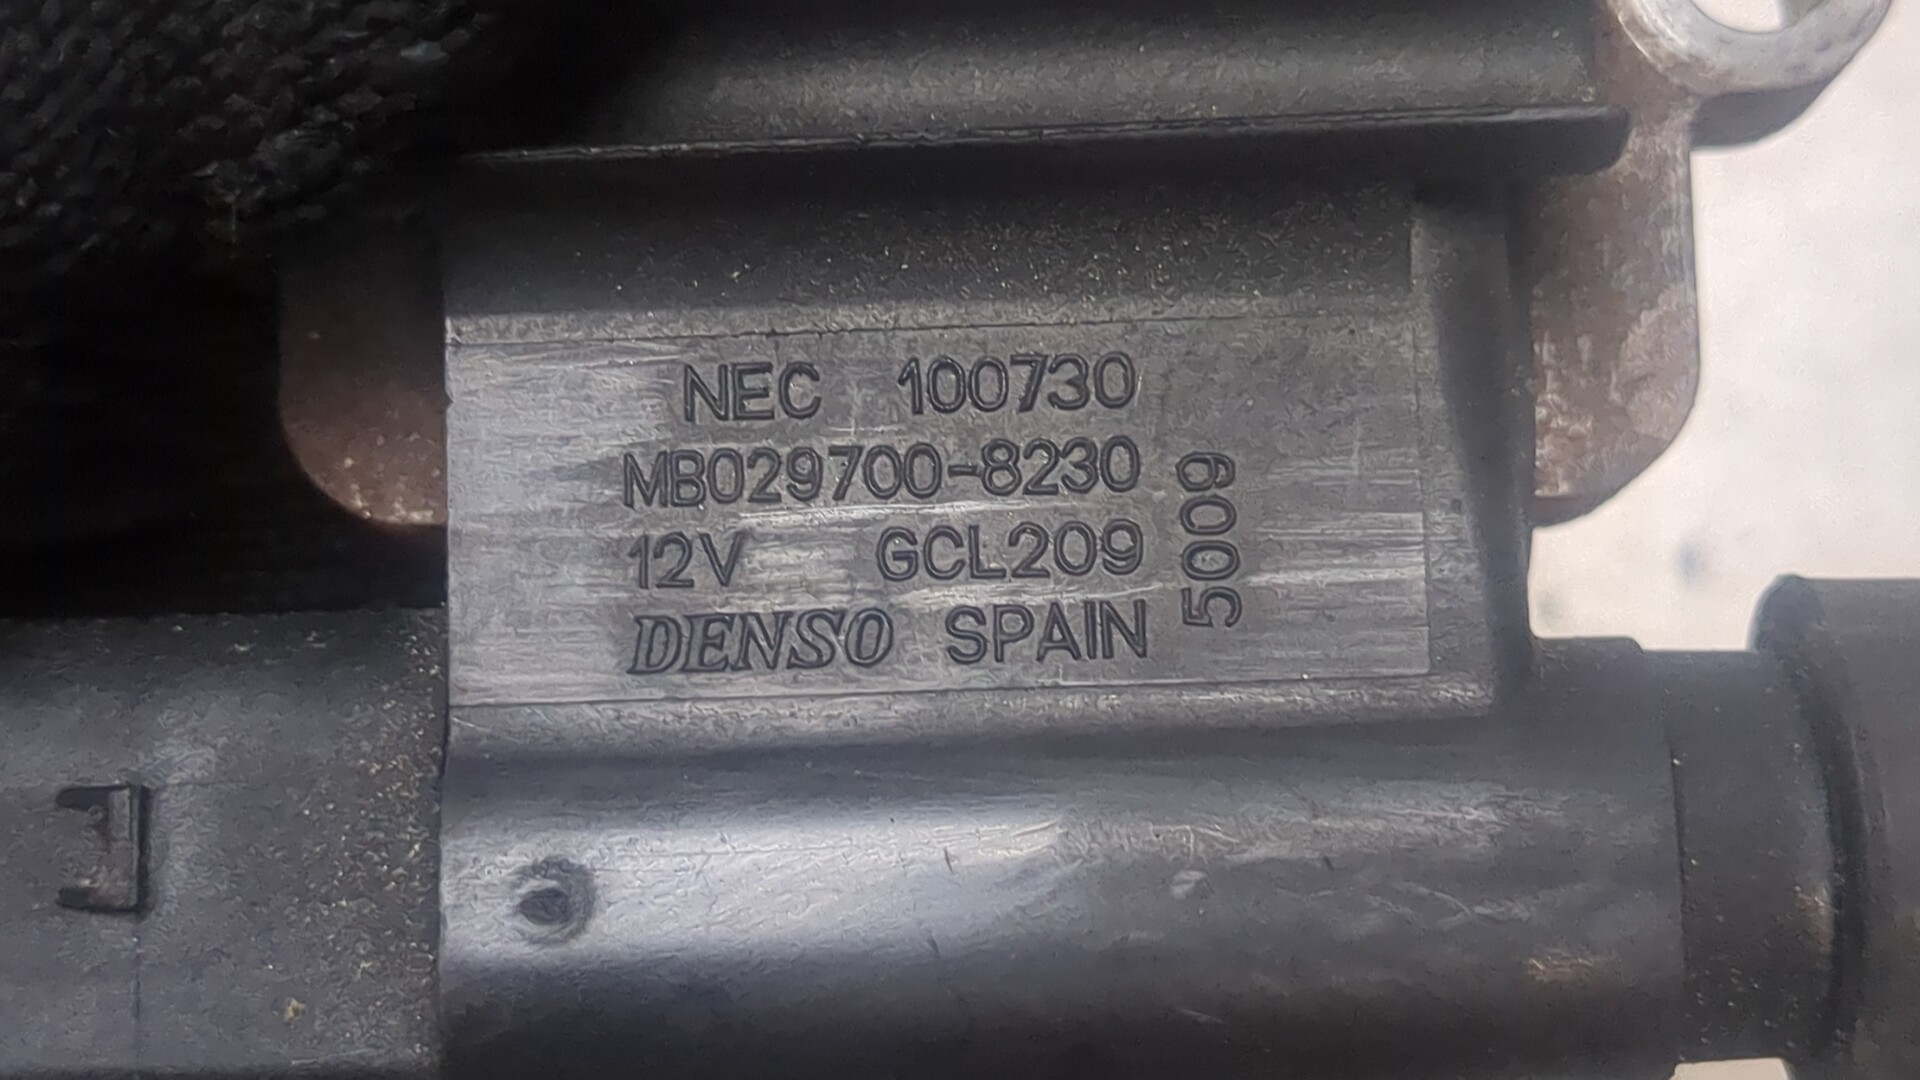 NEC 100730
MB029700-8230
12V GCL209
DENSO SPAIN
5009